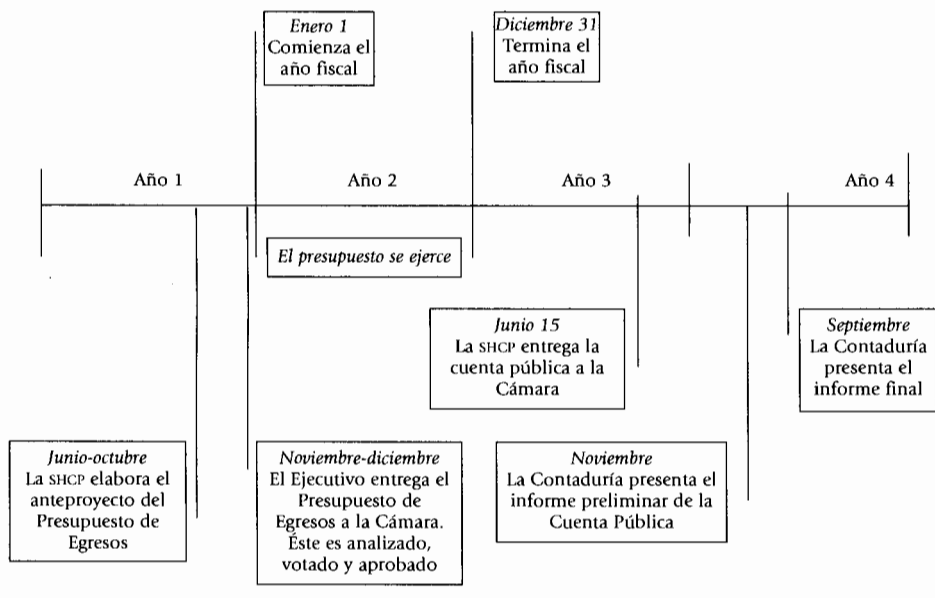 Enero 1
Comienza el
año fiscal
Diciembre 31
Termina el
año fiscal
Año 1
Año 2
Año 3
Año 4
El presupuesto se ejerce
Junio 15
La SHCP entrega la
cuenta pública a la
Cámara
Septiembre
La Contaduría
presenta el
informe final
Junio-octubre
La SHCP elabora el
anteproyecto del
Presupuesto de
Egresos
Noviembre-diciembre
El Ejecutivo entrega el
Presupuesto de
Egresos a la Cámara.
Éste es analizado,
votado y aprobado
Noviembre
La Contaduría presenta el
informe preliminar de la
Cuenta Pública